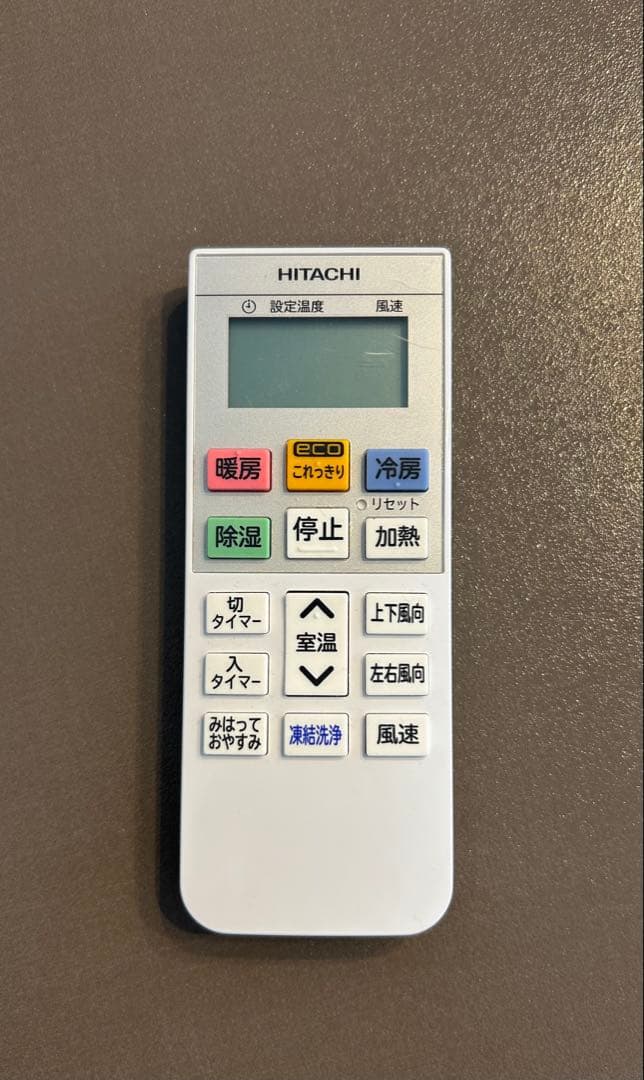 HITACHI
設定温度 風速
暖房 eco これっきり 冷房
リセット
除湿 停止 加熱
切
タイマー
室温
上下風向
入
タイマー
左右風向
みはって
おやすみ
凍結洗浄
風速